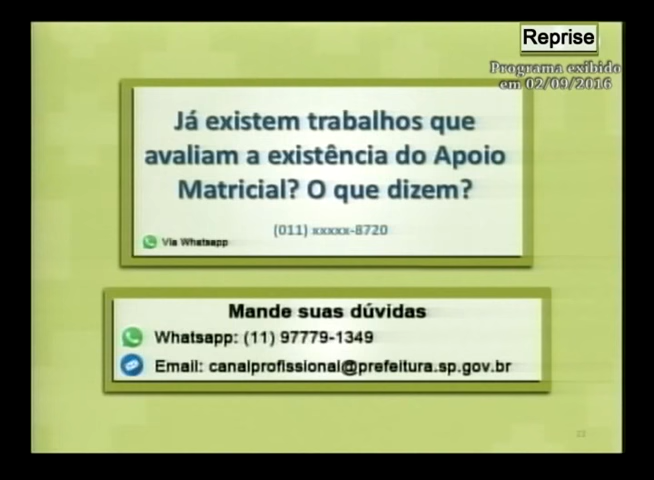 Reprise
Programa exibido
em 02/09/2016
Já existem trabalhos que
avaliam a existência do Apoio
Matricial? O que dizem?
(011) xxxxx-8720
Via Whatsapp
Mande suas dúvidas
Whatsapp: (11) 97779-1349
Email: canalprofissional@prefeitura.sp.gov.br
22